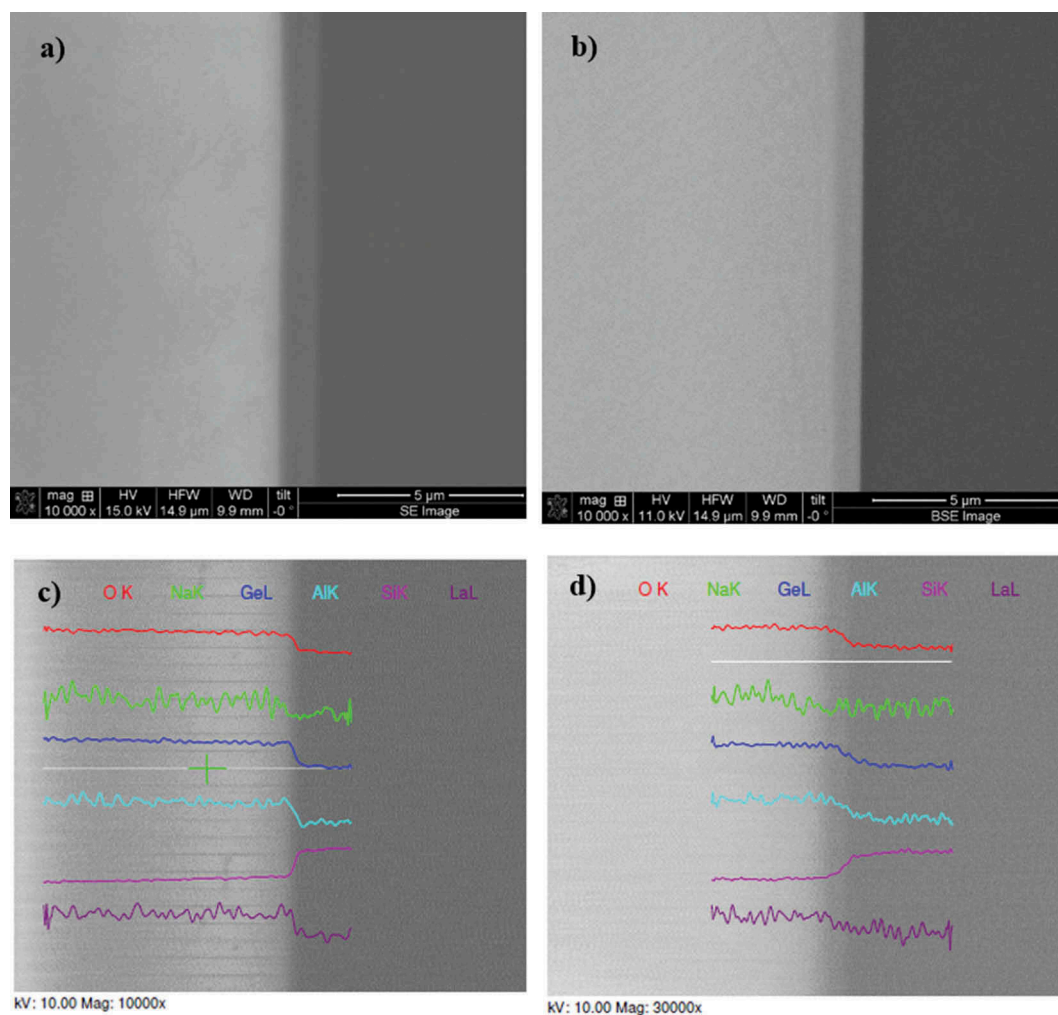 a)
mag HV HFW WD tilt 5 µm
10 000 x 15.0 kV 14.9 µm 9.9 mm -0 ° SE Image
b)
mag HV HFW WD tilt 5 µm
10 000 x 11.0 kV 14.9 µm 9.9 mm -0 ° BSE Image
c) O K NaK GeL AlK SiK LaL
kV: 10.00 Mag: 10000x
d) O K NaK GeL AlK SiK LaL
kV: 10.00 Mag: 30000x